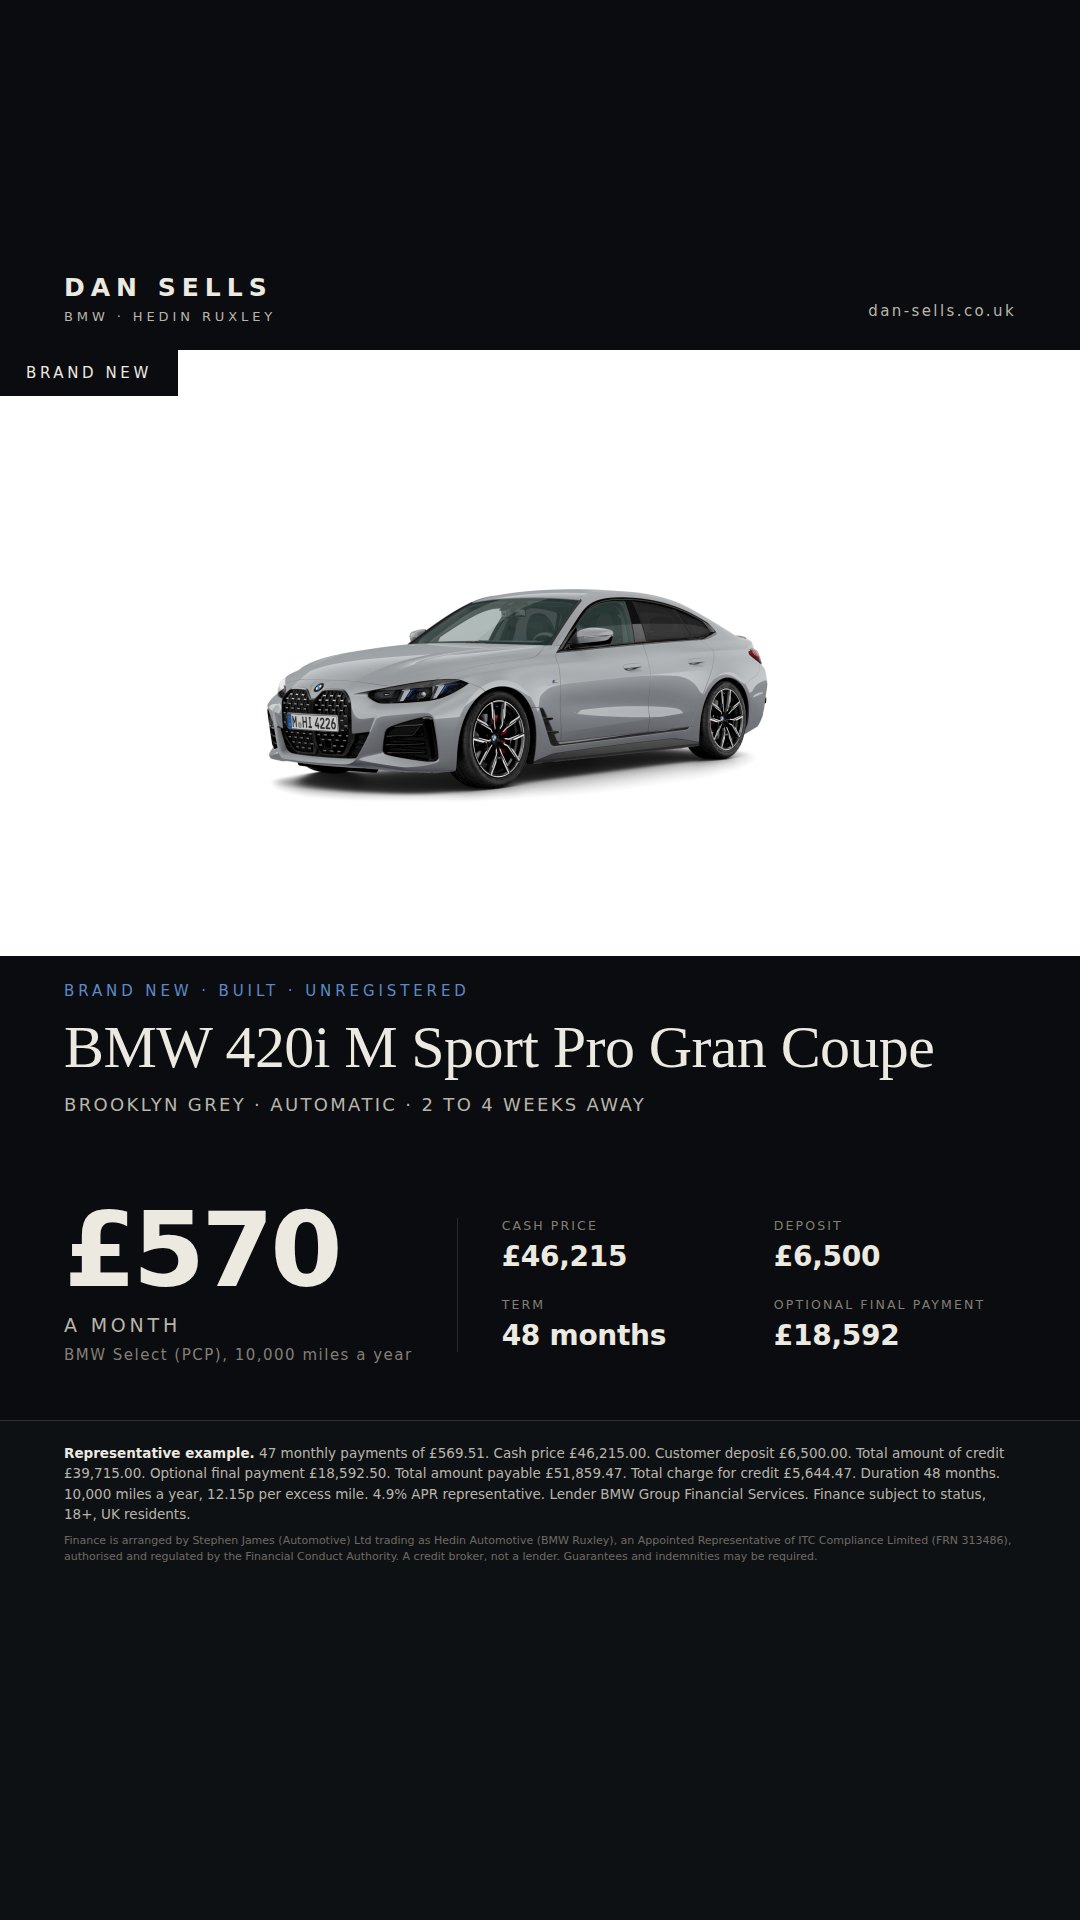 DAN SELLS
BMW · HEDIN RUXLEY
dan-sells.co.uk
BRAND NEW
M HI 4226
BRAND NEW · BUILT · UNREGISTERED
BMW 420i M Sport Pro Gran Coupe
BROOKLYN GREY · AUTOMATIC · 2 TO 4 WEEKS AWAY
£570
A MONTH
BMW Select (PCP), 10,000 miles a year
CASH PRICE
£46,215
DEPOSIT
£6,500
TERM
48 months
OPTIONAL FINAL PAYMENT
£18,592
Representative example. 47 monthly payments of £569.51. Cash price £46,215.00. Customer deposit £6,500.00. Total amount of credit
£39,715.00. Optional final payment £18,592.50. Total amount payable £51,859.47. Total charge for credit £5,644.47. Duration 48 months.
10,000 miles a year, 12.15p per excess mile. 4.9% APR representative. Lender BMW Group Financial Services. Finance subject to status,
18+, UK residents.
Finance is arranged by Stephen James (Automotive) Ltd trading as Hedin Automotive (BMW Ruxley), an Appointed Representative of ITC Compliance Limited (FRN 313486),
authorised and regulated by the Financial Conduct Authority. A credit broker, not a lender. Guarantees and indemnities may be required.